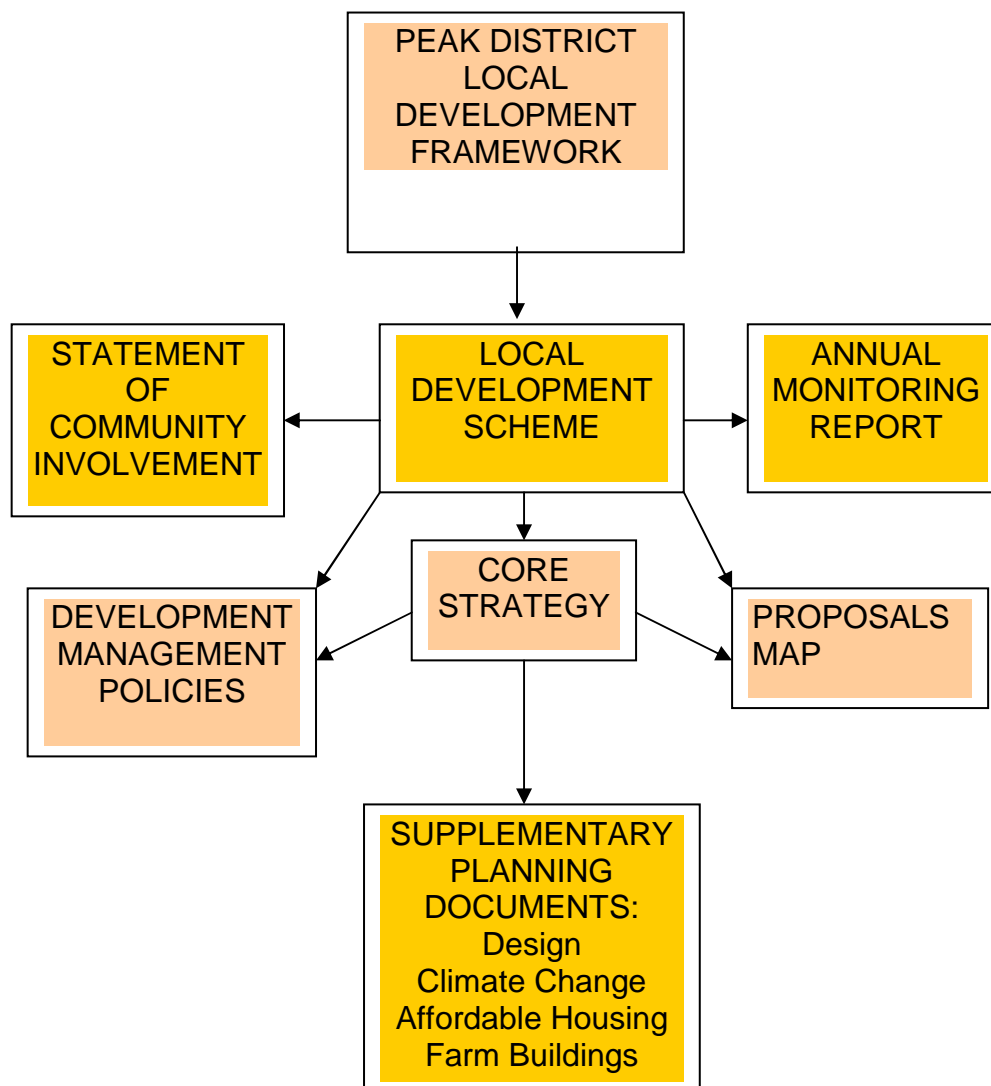 PEAK DISTRICT
LOCAL
DEVELOPMENT
FRAMEWORK
STATEMENT
OF
COMMUNITY
INVOLVEMENT
LOCAL
DEVELOPMENT
SCHEME
ANNUAL
MONITORING
REPORT
DEVELOPMENT
MANAGEMENT
POLICIES
CORE
STRATEGY
PROPOSALS
MAP
SUPPLEMENTARY
PLANNING
DOCUMENTS:
Design
Climate Change
Affordable Housing
Farm Buildings